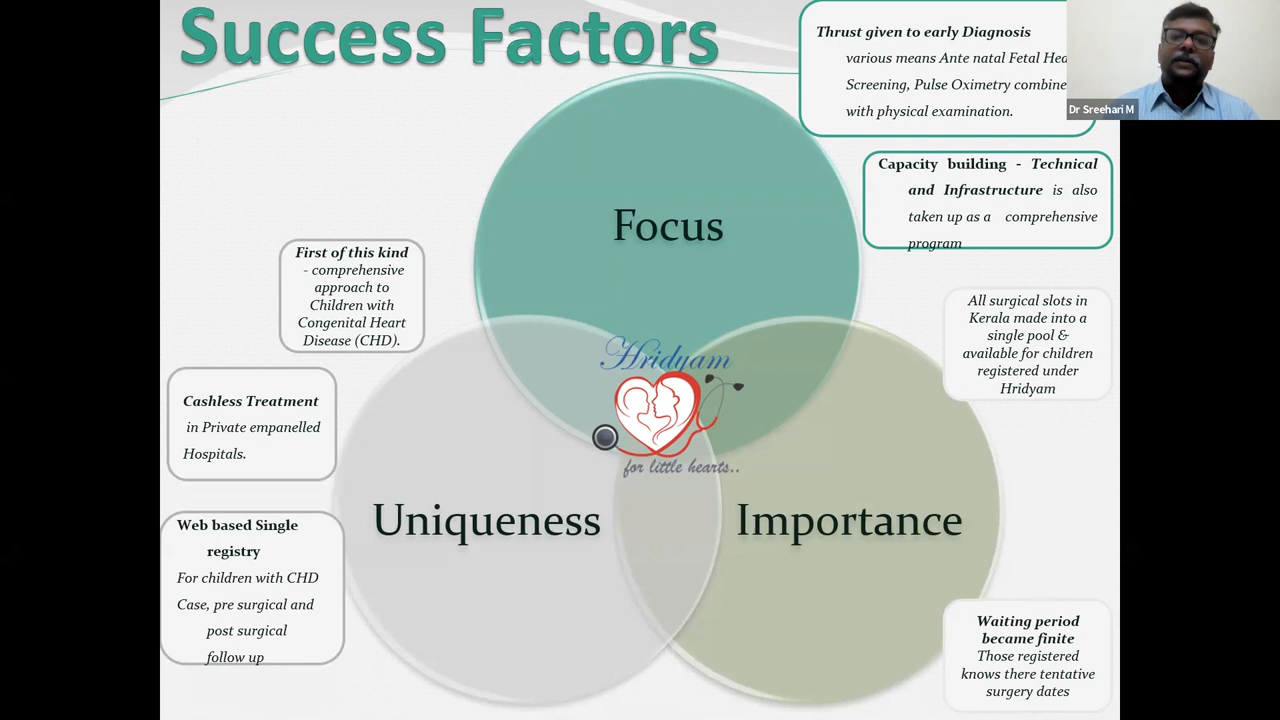 Success Factors
Thrust given to early Diagnosis
various means Ante natal Fetal Hea
Screening, Pulse Oximetry combine
with physical examination.
Dr Sreehari M
Capacity building - Technical
and Infrastructure is also
taken up as a comprehensive
program
Focus
First of this kind
- comprehensive
approach to
Children with
Congenital Heart
Disease (CHD).
All surgical slots in
Kerala made into a
single pool &
available for children
registered under
Hridyam
Hridyam
for little hearts..
Cashless Treatment
in Private empanelled
Hospitals.
Uniqueness
Importance
Web based Single
registry
For children with CHD
Case, pre surgical and
post surgical
follow up
Waiting period
became finite
Those registered
knows there tentative
surgery dates